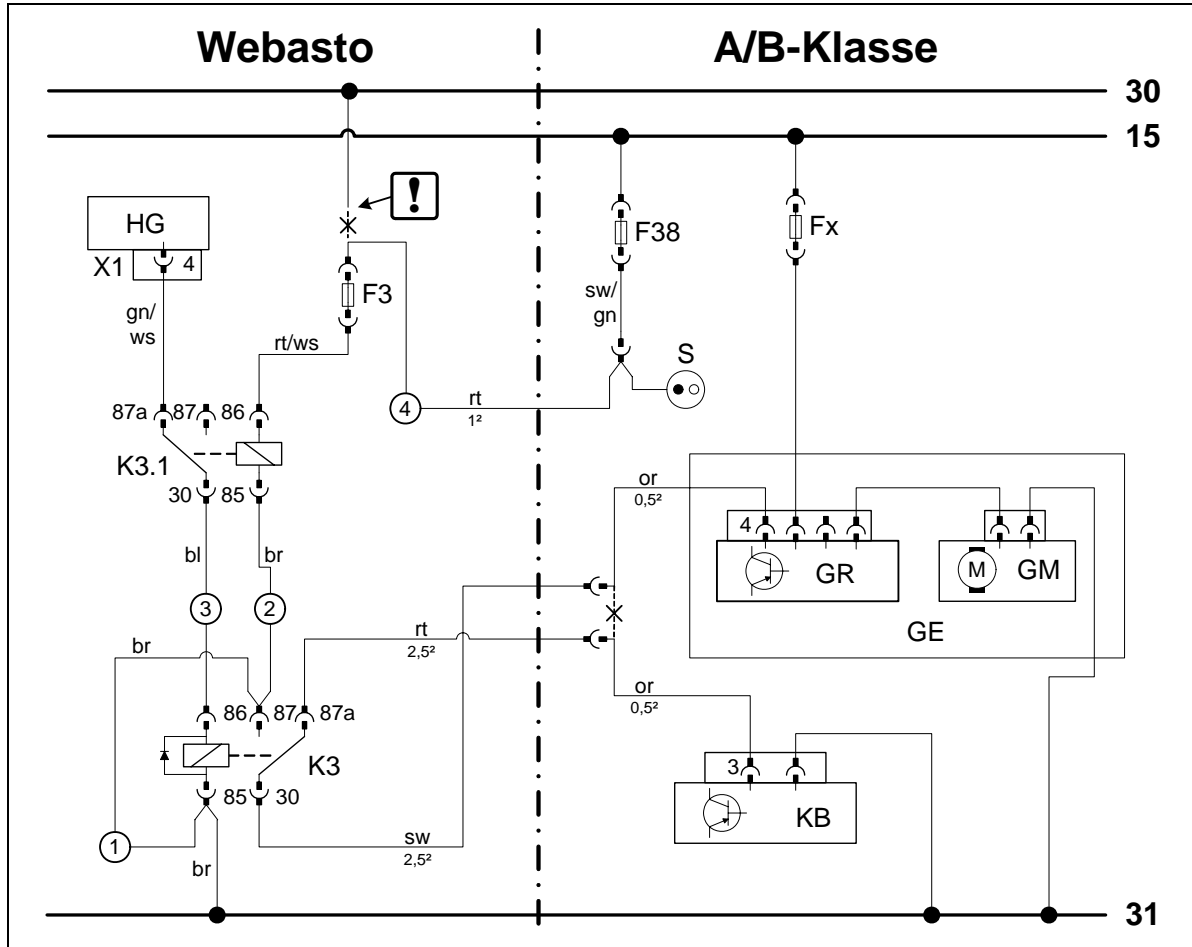 Webasto
A/B-Klasse
30
15
!
HG
X1
4
F3
F38
Fx
gn/
ws
sw/
gn
rt/ws
S
4
rt
1²
87a
87
86
K3.1
30
85
or
0,5²
4
GR
M
GM
GE
bl
br
3
2
rt
2,5²
br
or
0,5²
86
87
87a
K3
85
30
3
KB
1
br
sw
2,5²
31